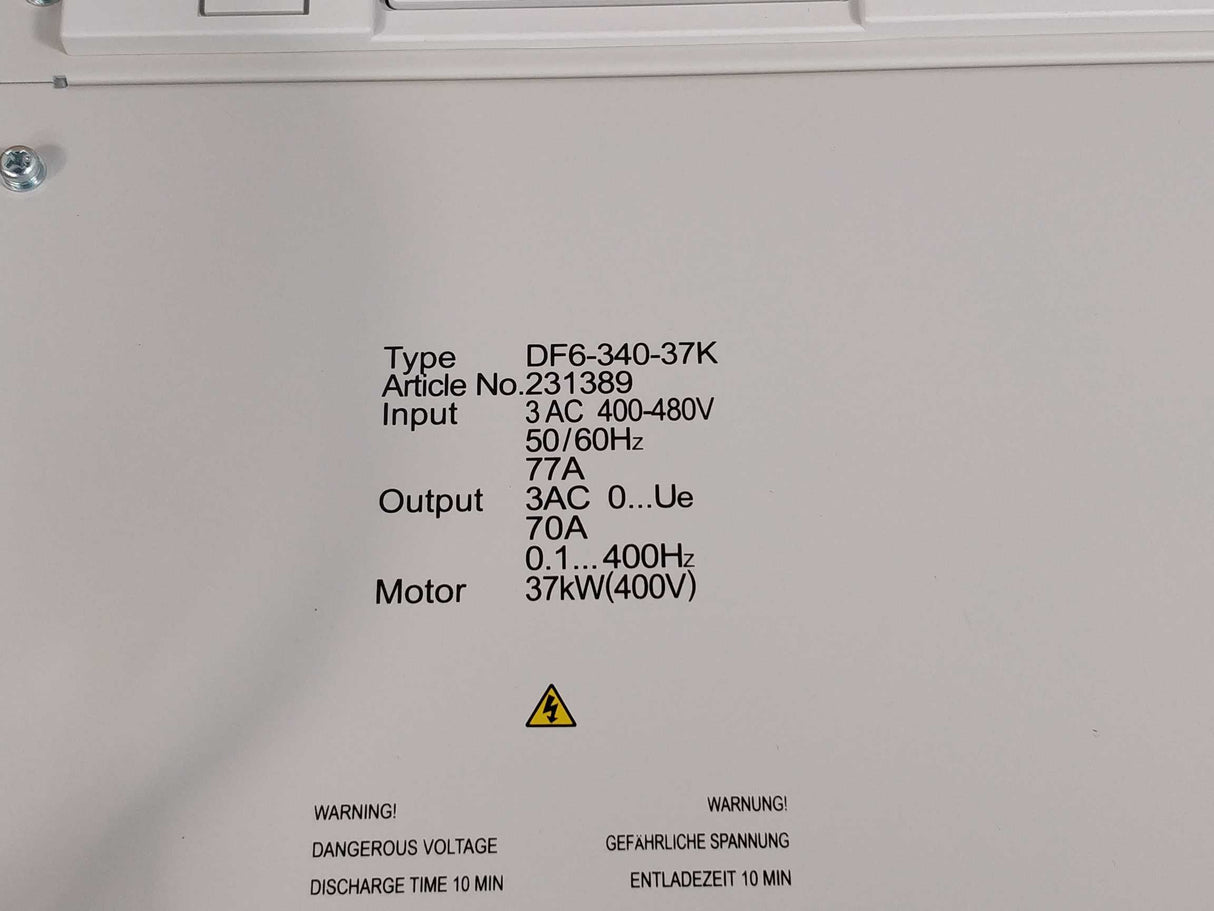 Type DF6-340-37K
Article No.231389
Input 3 AC 400-480V
50/60Hz
77A
Output 3AC 0...Ue
70A
0.1...400Hz
Motor 37kW(400V)
WARNING! WARNUNG!
DANGEROUS VOLTAGE GEFÄHRLICHE SPANNUNG
DISCHARGE TIME 10 MIN ENTLADEZEIT 10 MIN